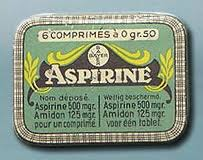 6 COMPRIMÉS À 0 gr. 50
BAYER
ASPIRINE
Nom déposé.
Aspirine 500 mgr.
Amidon 125 mgr.
pour un comprimé.
Wettig beschermd.
Aspirine 500 mgr.
Amidon 125 mgr.
voor één tablet.